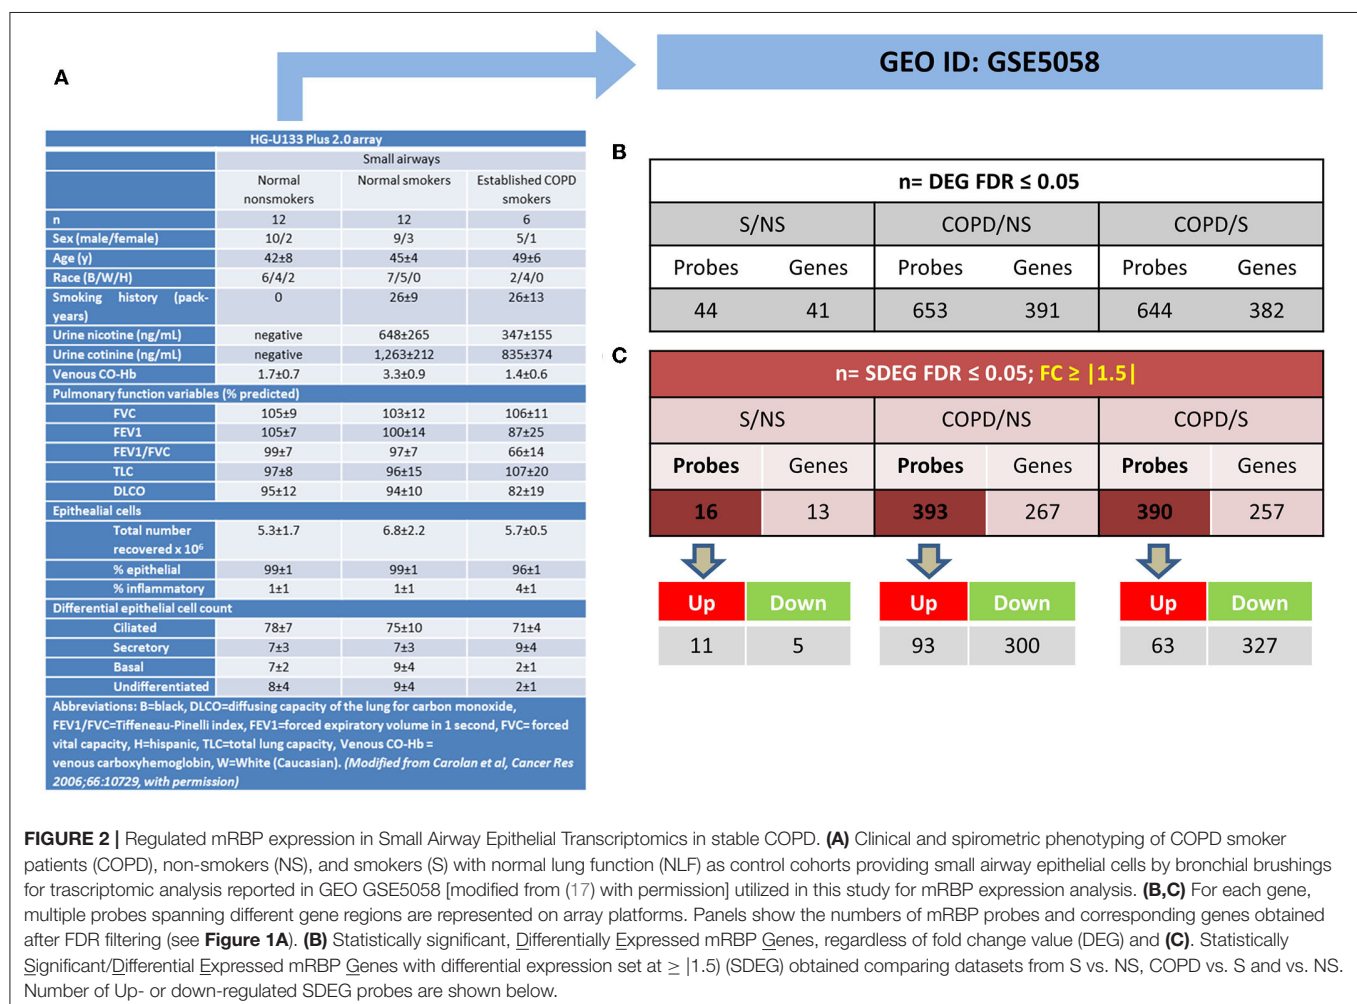 GEO ID: GSE5058
A
HG-U133 Plus 2.0 array
Small airways
Normal nonsmokers Normal smokers Established COPD smokers
n 12 12 6
Sex (male/female) 10/2 9/3 5/1
Age (y) 42±8 45±4 49±6
Race (B/W/H) 6/4/2 7/5/0 2/4/0
Smoking history (pack-years) 0 26±9 26±13
Urine nicotine (ng/mL) negative 648±265 347±155
Urine cotinine (ng/mL) negative 1,263±212 835±374
Venous CO-Hb 1.7±0.7 3.3±0.9 1.4±0.6
Pulmonary function variables (% predicted)
FVC 105±9 103±12 106±11
FEV1 105±7 100±14 87±25
FEV1/FVC 99±7 97±7 66±14
TLC 97±8 96±15 107±20
DLCO 95±12 94±10 82±19
Epithealial cells
Total number recovered x 10⁶ 5.3±1.7 6.8±2.2 5.7±0.5
% epithelial 99±1 99±1 96±1
% inflammatory 1±1 1±1 4±1
Differential epithelial cell count
Ciliated 78±7 75±10 71±4
Secretory 7±3 7±3 9±4
Basal 7±2 9±4 2±1
Undifferentiated 8±4 9±4 2±1
Abbreviations: B=black, DLCO=diffusing capacity of the lung for carbon monoxide,
FEV1/FVC=Tiffeneau-Pinelli index, FEV1=forced expiratory volume in 1 second, FVC= forced
vital capacity, H=hispanic, TLC=total lung capacity, Venous CO-Hb =
venous carboxyhemoglobin, W=White (Caucasian). (Modified from Carolan et al, Cancer Res
2006;66:10729, with permission)
B
n= DEG FDR ≤ 0.05
S/NS COPD/NS COPD/S
Probes Genes Probes Genes Probes Genes
44 41 653 391 644 382
C
n= SDEG FDR ≤ 0.05; FC ≥ |1.5|
S/NS COPD/NS COPD/S
Probes Genes Probes Genes Probes Genes
16 13 393 267 390 257
Up Down Up Down Up Down
11 5 93 300 63 327
FIGURE 2 | Regulated mRBP expression in Small Airway Epithelial Transcriptomics in stable COPD. (A) Clinical and spirometric phenotyping of COPD smoker
patients (COPD), non-smokers (NS), and smokers (S) with normal lung function (NLF) as control cohorts providing small airway epithelial cells by bronchial brushings
for trascriptomic analysis reported in GEO GSE5058 [modified from (17) with permission] utilized in this study for mRBP expression analysis. (B,C) For each gene,
multiple probes spanning different gene regions are represented on array platforms. Panels show the numbers of mRBP probes and corresponding genes obtained
after FDR filtering (see Figure 1A). (B) Statistically significant, Differentially Expressed mRBP Genes, regardless of fold change value (DEG) and (C). Statistically
Significant/Differential Expressed mRBP Genes with differential expression set at ≥ |1.5) (SDEG) obtained comparing datasets from S vs. NS, COPD vs. S and vs. NS.
Number of Up- or down-regulated SDEG probes are shown below.